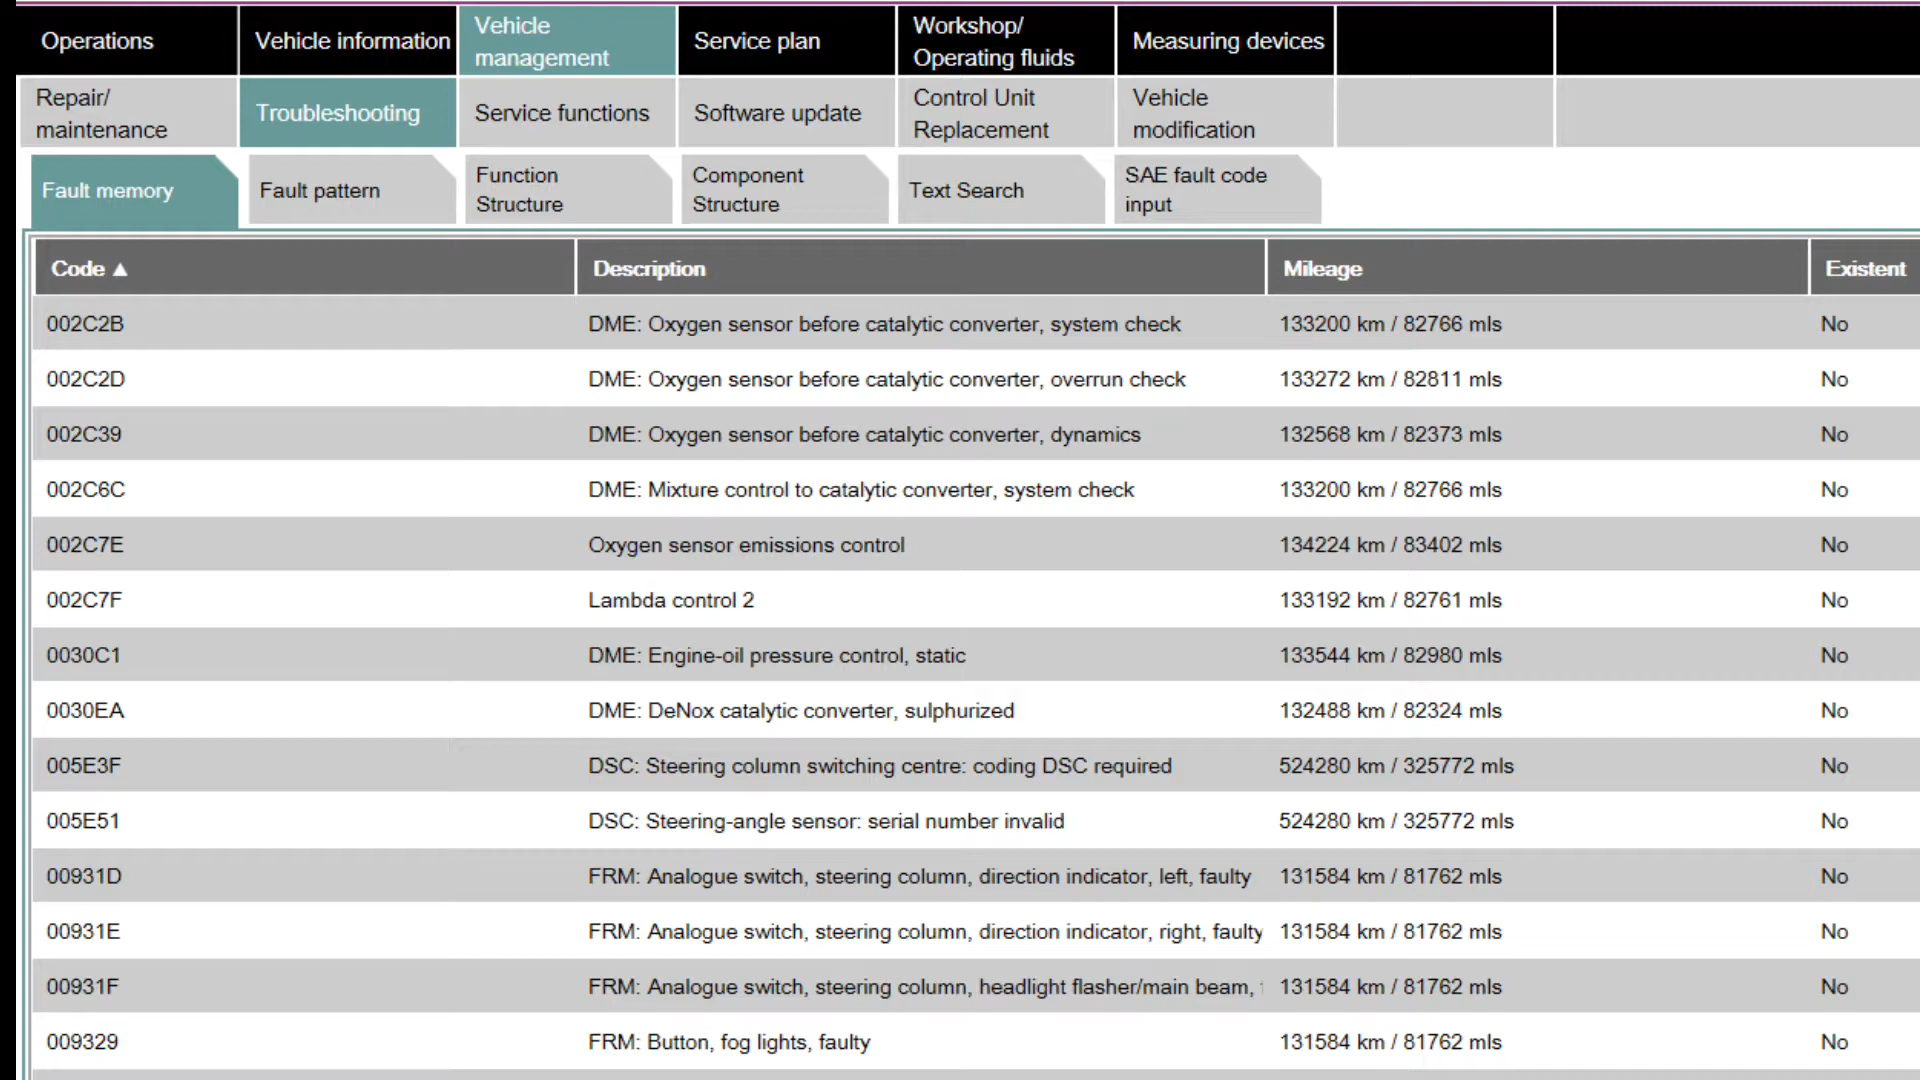 Operations
Vehicle information
Vehicle
management
Service plan
Workshop/
Operating fluids
Measuring devices
Repair/
maintenance
Troubleshooting
Service functions
Software update
Control Unit
Replacement
Vehicle
modification
Fault memory
Fault pattern
Function
Structure
Component
Structure
Text Search
SAE fault code
input
Code ▲ Description Mileage Existent
002C2B DME: Oxygen sensor before catalytic converter, system check 133200 km / 82766 mls No
002C2D DME: Oxygen sensor before catalytic converter, overrun check 133272 km / 82811 mls No
002C39 DME: Oxygen sensor before catalytic converter, dynamics 132568 km / 82373 mls No
002C6C DME: Mixture control to catalytic converter, system check 133200 km / 82766 mls No
002C7E Oxygen sensor emissions control 134224 km / 83402 mls No
002C7F Lambda control 2 133192 km / 82761 mls No
0030C1 DME: Engine-oil pressure control, static 133544 km / 82980 mls No
0030EA DME: DeNox catalytic converter, sulphurized 132488 km / 82324 mls No
005E3F DSC: Steering column switching centre: coding DSC required 524280 km / 325772 mls No
005E51 DSC: Steering-angle sensor: serial number invalid 524280 km / 325772 mls No
00931D FRM: Analogue switch, steering column, direction indicator, left, faulty 131584 km / 81762 mls No
00931E FRM: Analogue switch, steering column, direction indicator, right, faulty 131584 km / 81762 mls No
00931F FRM: Analogue switch, steering column, headlight flasher/main beam, 131584 km / 81762 mls No
009329 FRM: Button, fog lights, faulty 131584 km / 81762 mls No